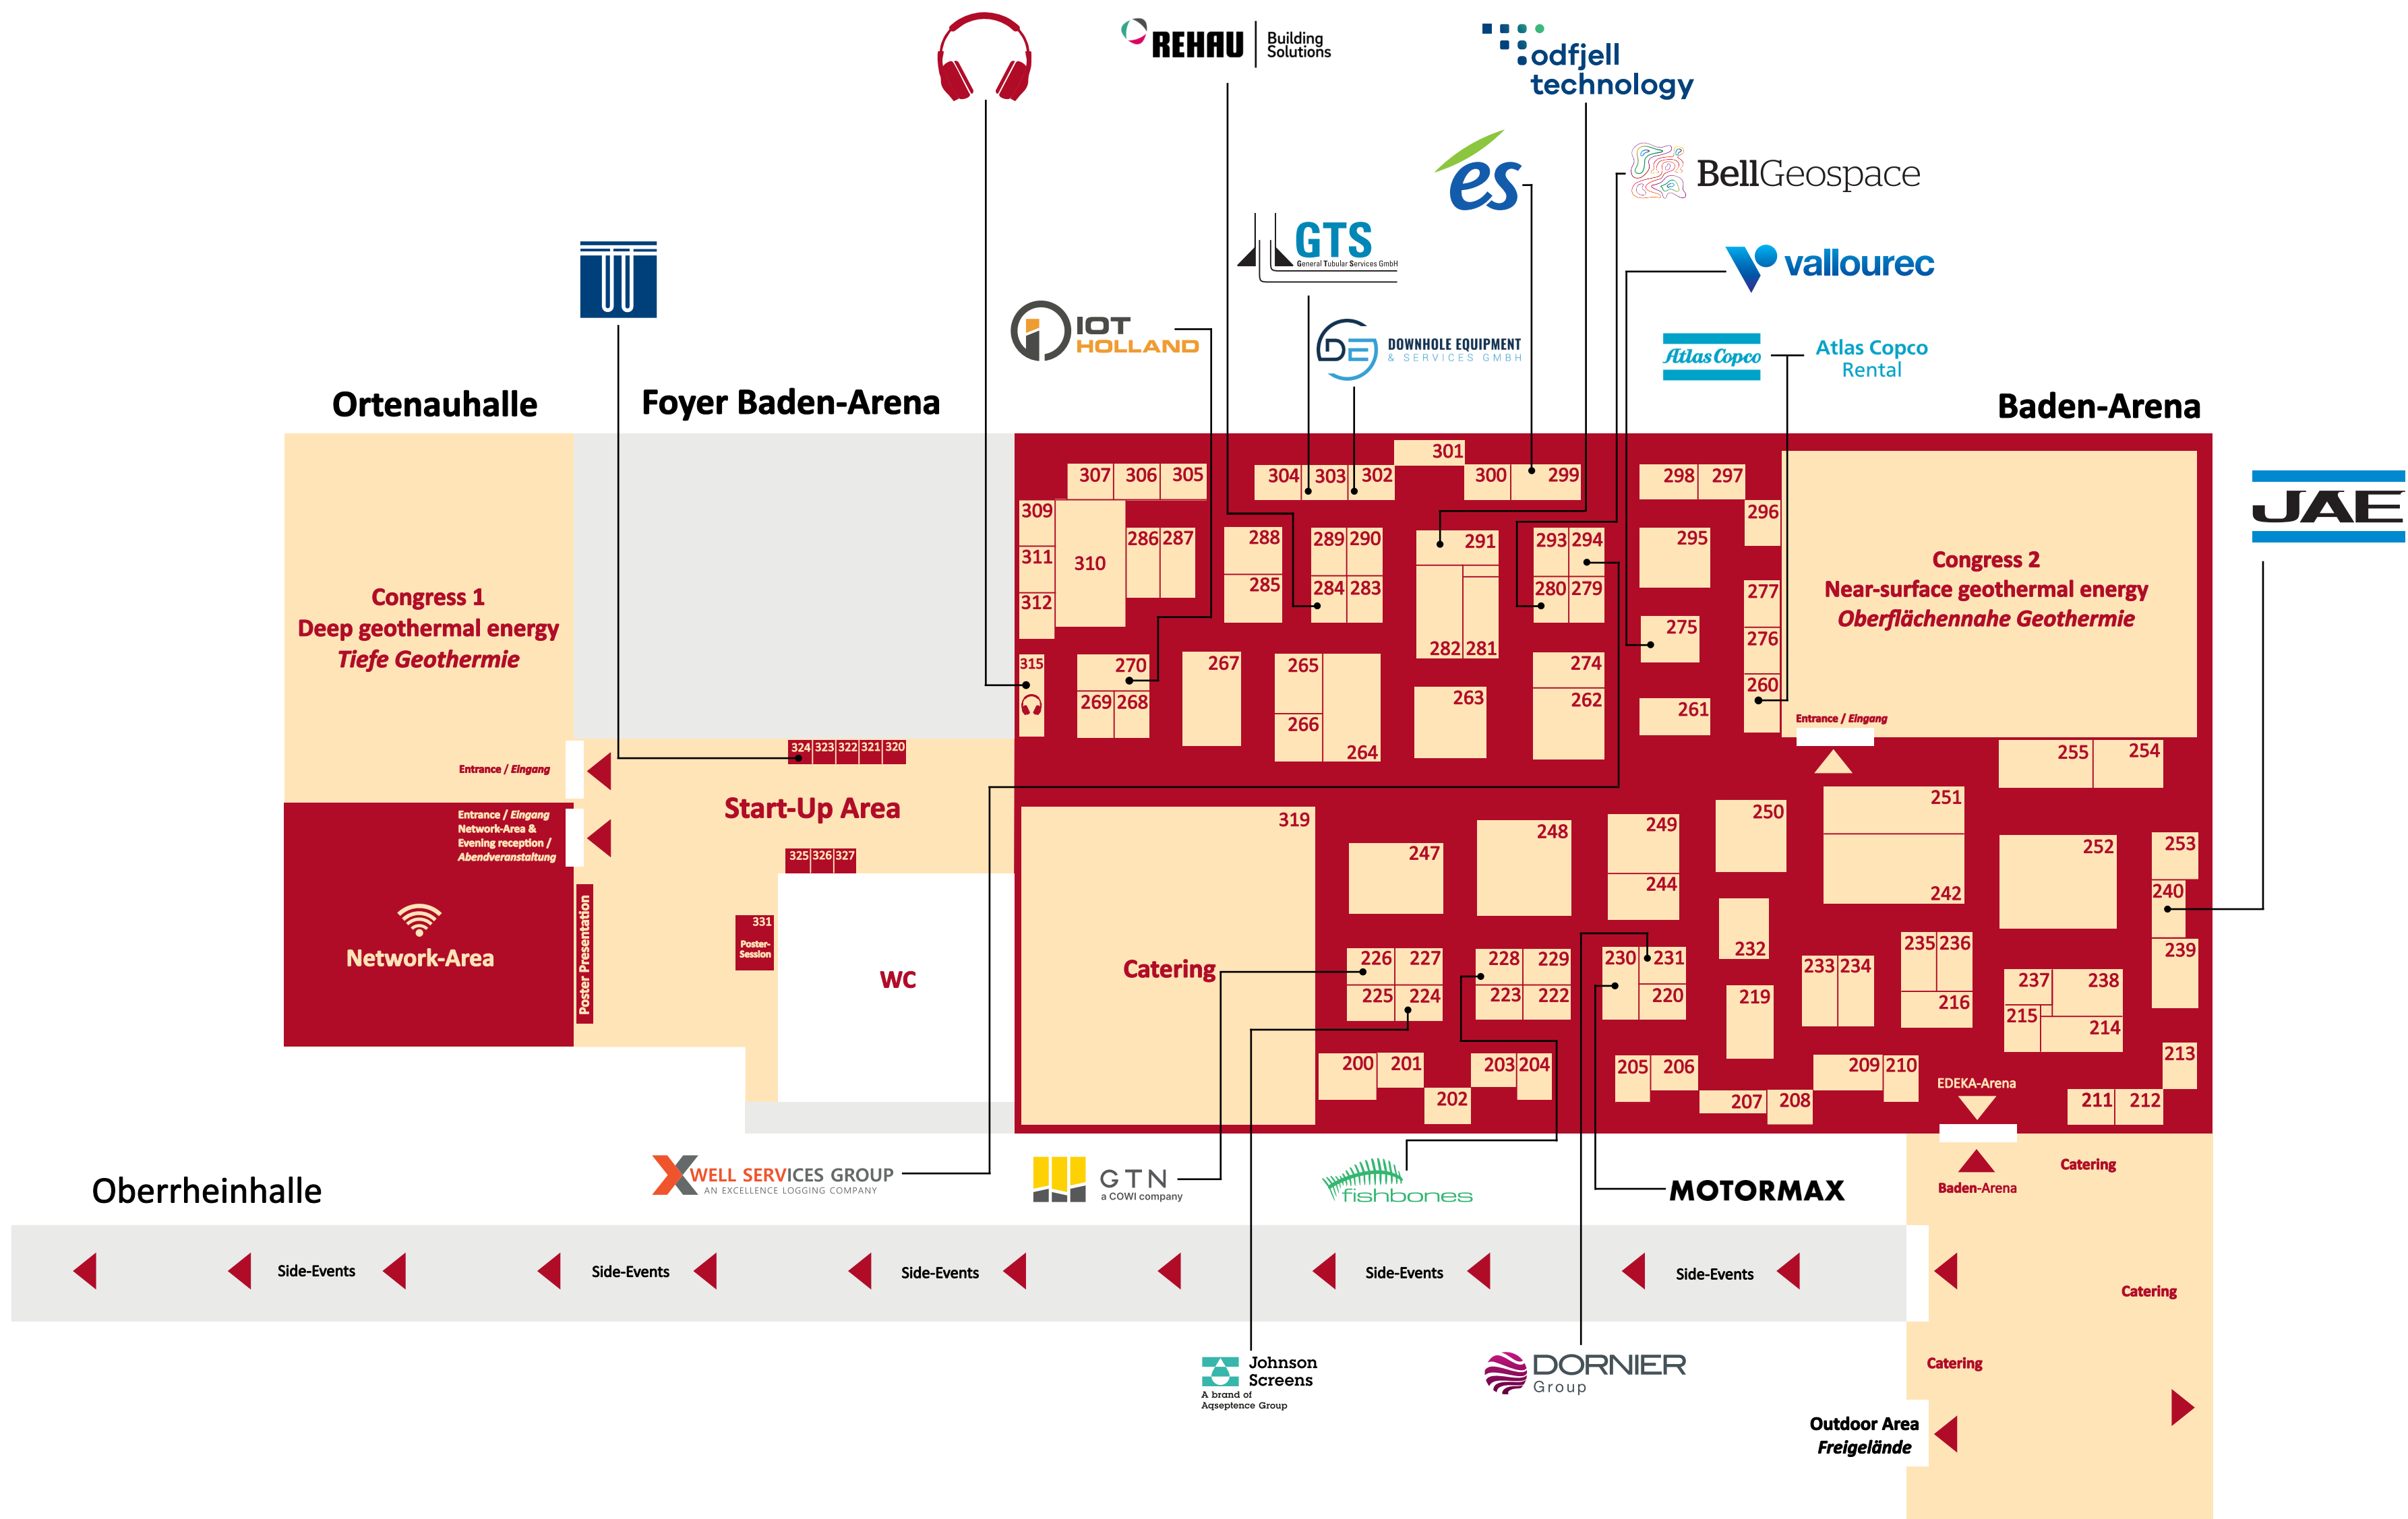 REHAU
Building
Solutions
odfjell
technology
es
BellGeospace
GTS
General Tubular Services GmbH
vallourec
IOT
HOLLAND
DE
DOWNHOLE EQUIPMENT
& SERVICES GMBH
Atlas Copco
Atlas Copco
Rental
Ortenauhalle
Foyer Baden-Arena
Baden-Arena
JAE
301
307 306 305
304 303 302
300 299
298 297
309
296
286 287
288
289 290
291
293 294
295
311
310
285
284 283
280 279
277
312
275
276
282 281
315
270
267
265
274
260
269 268
266
263
262
261
264
Congress 1
Deep geothermal energy
Tiefe Geothermie
Congress 2
Near-surface geothermal energy
Oberflächennahe Geothermie
Entrance / Eingang
324 323 322 321 320
255 254
Entrance / Eingang
Start-Up Area
Entrance / Eingang
Network-Area &
Evening reception /
Abendveranstaltung
325 326 327
319
247
248
249
250
251
244
242
252
253
240
Network-Area
Poster Presentation
331
Poster-
Session
WC
Catering
226 227
228 229
230 231
232
235 236
239
225 224
223 222
220
219
233 234
216
237 238
215 214
200 201
203 204
205 206
209 210
213
202
207 208
211 212
EDEKA-Arena
Baden-Arena
Catering
WELL SERVICES GROUP
AN EXCELLENCE LOGGING COMPANY
GTN
a COWI company
fishbones
MOTORMAX
Oberrheinhalle
Side-Events
Side-Events
Side-Events
Side-Events
Side-Events
Catering
Catering
Johnson
Screens
A brand of
Aqseptence Group
DORNIER
Group
Outdoor Area
Freigelände